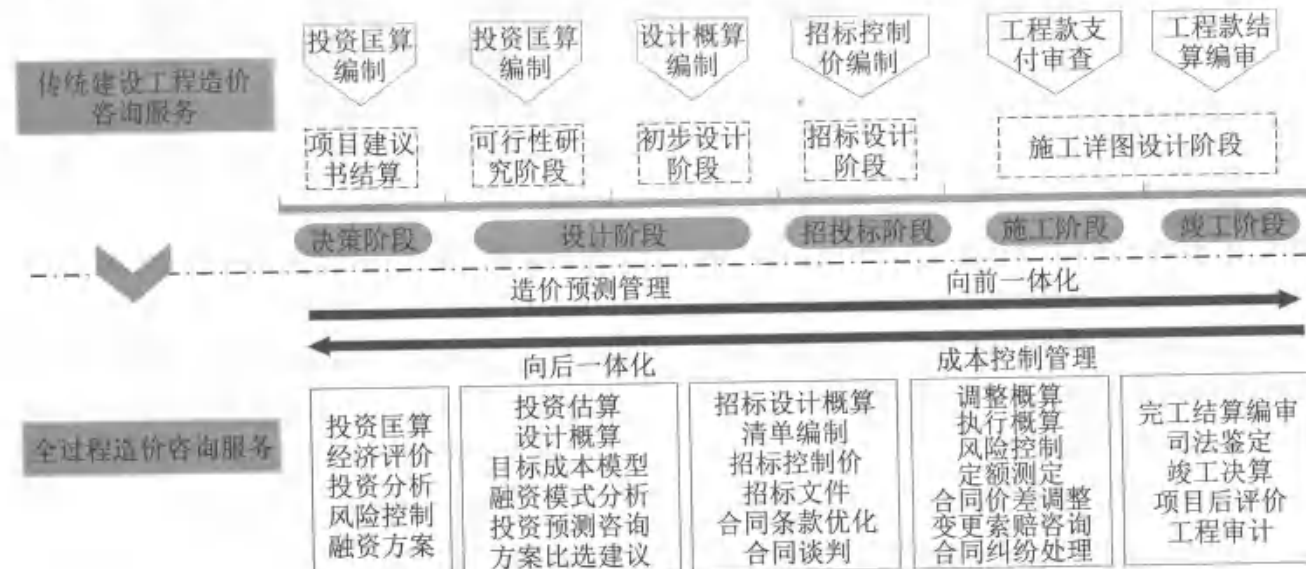 投资匡算
编制
投资匡算
编制
设计概算
编制
招标控制
价编制
工程款支
付审查
工程款结
算编审
传统建设工程造价
咨询服务
项目建议
书结算
可行性研
究阶段
初步设计
阶段
招标设计
阶段
施工详图设计阶段
决策阶段
设计阶段
招投标阶段
施工阶段
竣工阶段
造价预测管理
向前一体化
向后一体化
成本控制管理
全过程造价咨询服务
投资匡算
经济评价
投资分析
风险控制
融资方案
投资估算
设计概算
目标成本模型
融资模式分析
投资预测咨询
方案比选建议
招标设计概算
清单编制
招标控制价
招标文件
合同条款优化
合同谈判
调整概算
执行概算
风险控制
定额测定
合同价差调整
变更索赔咨询
合同纠纷处理
完工结算编审
司法鉴定
竣工决算
项目后评价
工程审计